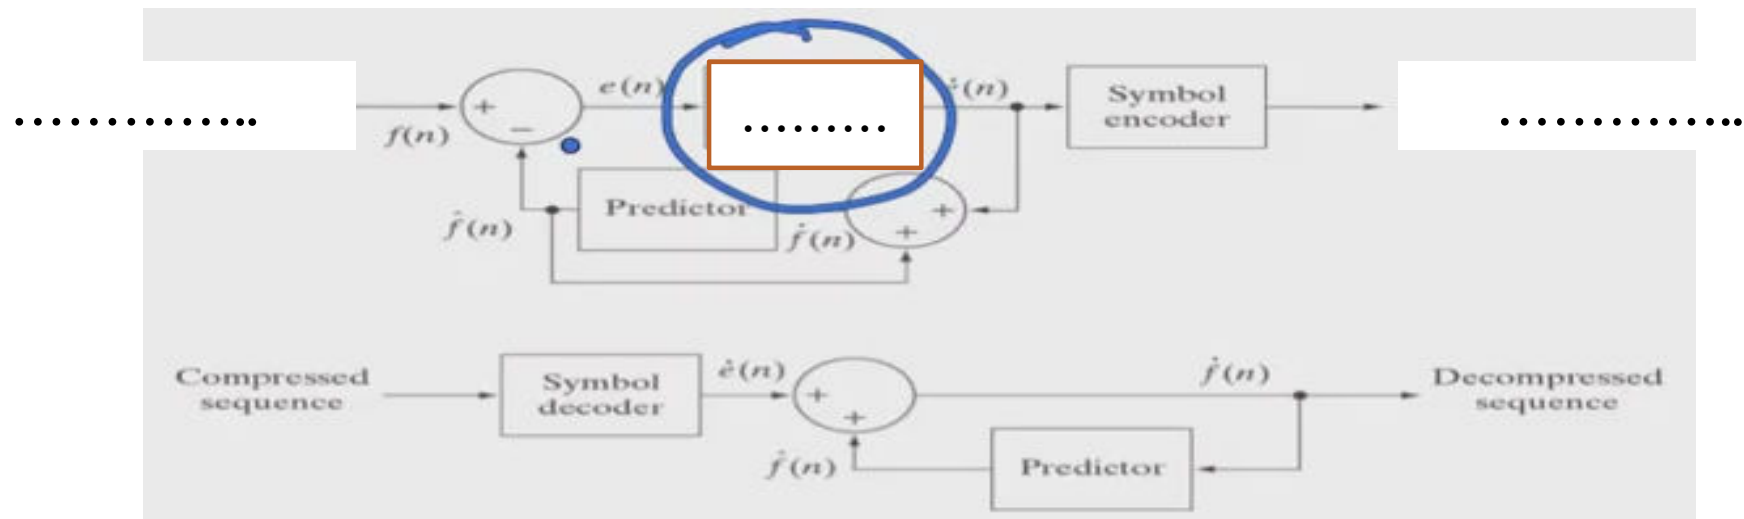 e(n)
ė(n)
Symbol
encoder
+
…………..
f(n)
−
………
…………..
Predictor
+
f̂(n)
ḟ(n)
+
Compressed
sequence
Symbol
decoder
ė(n)
+
+
ḟ(n)
Decompressed
sequence
f̂(n)
Predictor